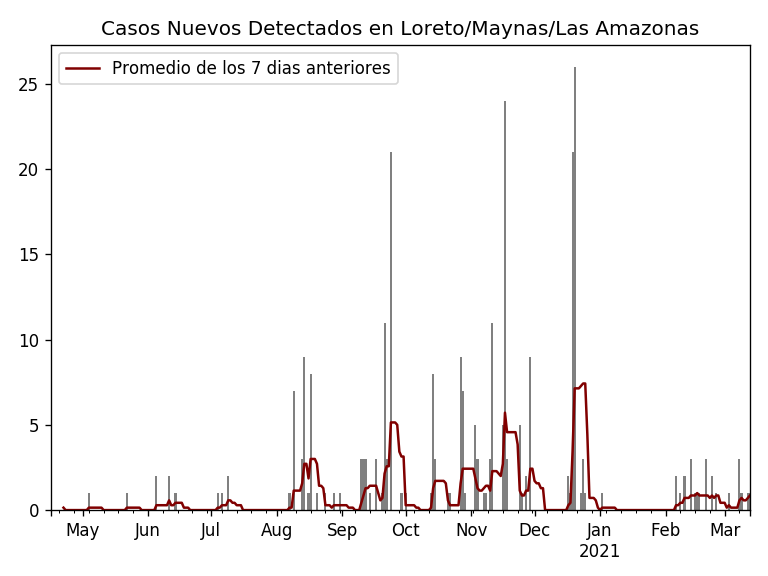 Casos Nuevos Detectados en Loreto/Maynas/Las Amazonas
Promedio de los 7 dias anteriores
25
20
15
10
5
0
May Jun Jul Aug Sep Oct Nov Dec Jan Feb Mar
2021